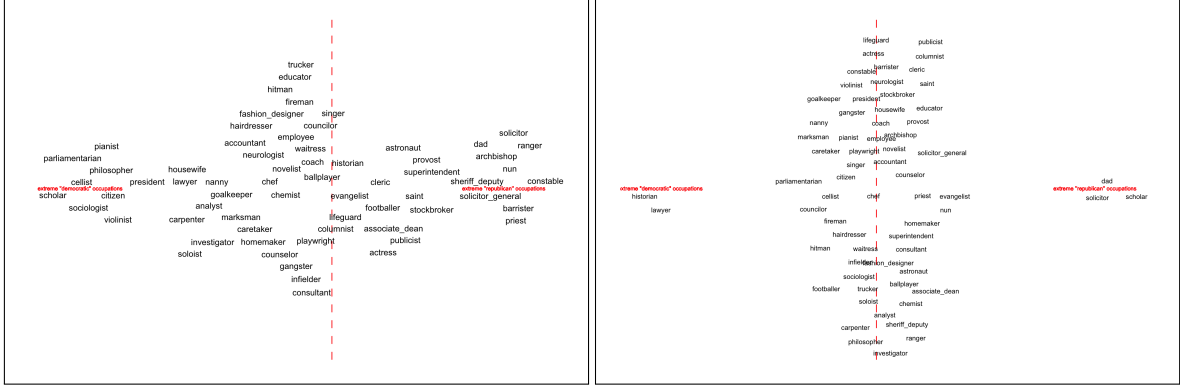 trucker
educator
hitman
fireman
fashion_designer singer
hairdresser councilor
employee solicitor
accountant waitress astronaut dad ranger
pianist
parliamentarian neurologist coach historian provost archbishop
philosopher housewife novelist superintendent nun
cellist president lawyer nanny chef ballplayer cleric sheriff_deputy constable
extreme "democratic" occupations extreme "republican" occupations
scholar citizen goalkeeper chemist evangelist saint solicitor_general
sociologist analyst footballer stockbroker barrister
violinist carpenter marksman lifeguard priest
caretaker columnist associate_dean
investigator homemaker playwright publicist
soloist counselor actress
gangster
infielder
consultant
lifeguard publicist
actress columnist
constable barrister cleric
violinist neurologist saint
goalkeeper president stockbroker
gangster housewife educator
nanny coach provost
marksman pianist employee archbishop
caretaker playwright novelist solicitor_general
singer accountant
parliamentarian citizen counselor dad
extreme "democratic" occupations extreme "republican" occupations
historian cellist chef priest evangelist solicitor scholar
lawyer councilor nun
fireman homemaker
hairdresser superintendent
hitman waitress consultant
infielder fashion_designer
sociologist astronaut
footballer trucker ballplayer associate_dean
soloist chemist
analyst
carpenter sheriff_deputy
philosopher ranger
investigator